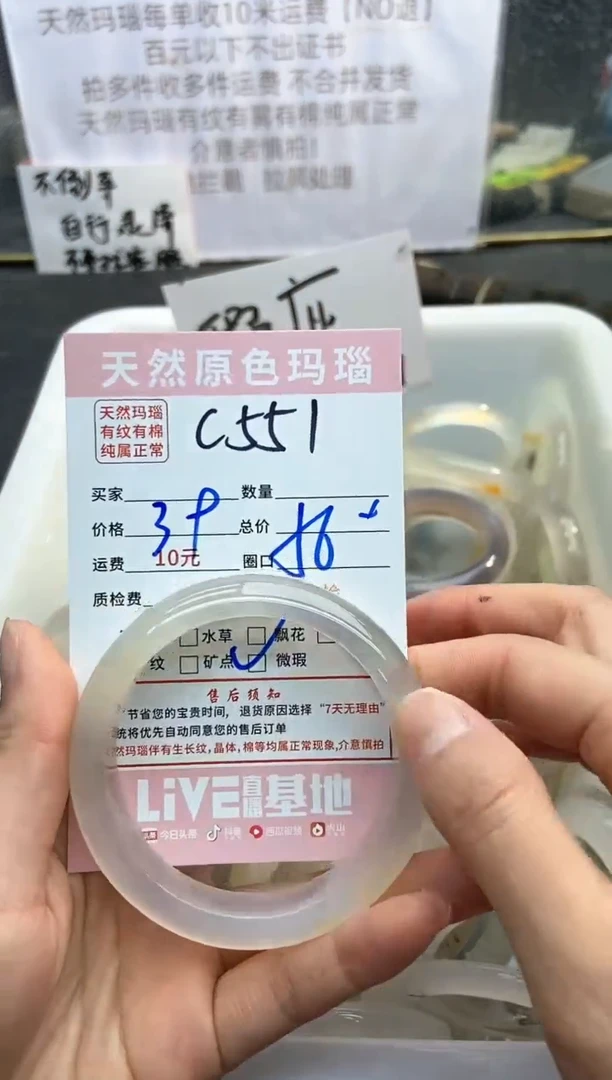 天然玛瑙每单收10米运费【NO退】
百元以下不出证书
拍多件收多件运费 不合并发货
天然玛瑙有纹有棉纯属正常
介意者慎拍!
不倒车
自行
天然原色玛瑙
天然玛瑙
有纹有棉
纯属正常
C551
买家 数量
价格 39 总价
运费 10元 圈口 56+
质检费
水草 飘花
纹 矿点 微瑕
售后须知
节省您的宝贵时间，退货原因选择“7天无理由”
统将优先自动同意您的售后订单
然玛瑙伴有生长纹,晶体,棉等均属正常现象,介意慎拍
LIVE直播基地
今日头条 抖音 西瓜视频 火山